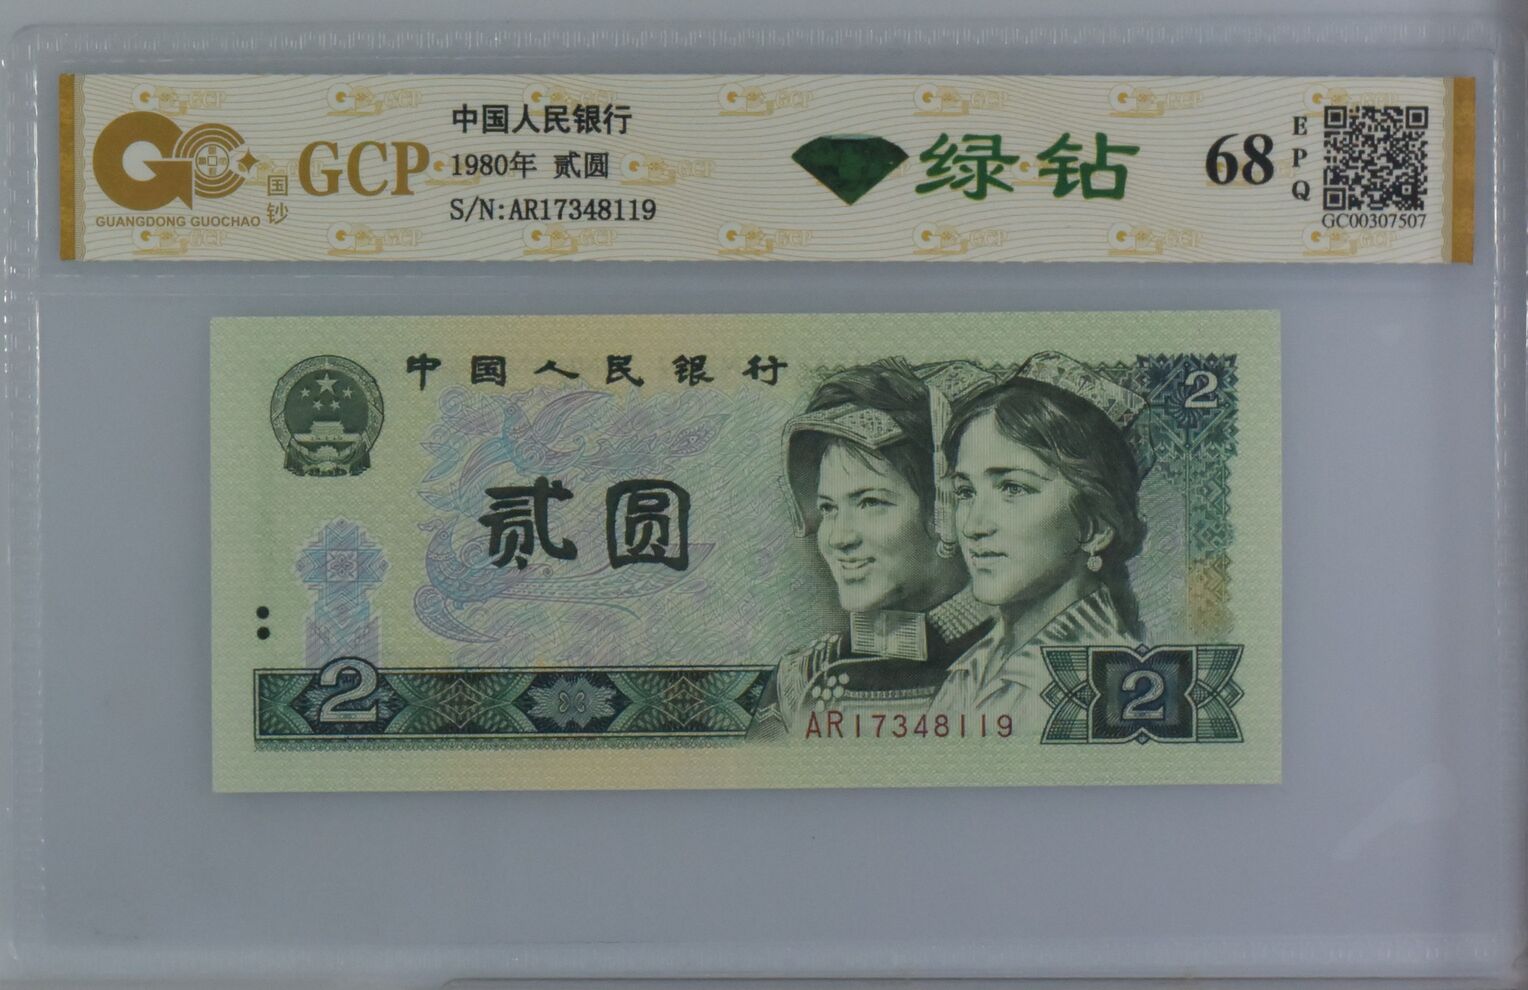 中国人民银行
GCP
1980年 贰圆
S/N:AR17348119
国钞
GUANGDONG GUOCHAO
绿钻
68
EPQ
GC00307507
中国人民银行
2
贰圆
2
AR17348119
2